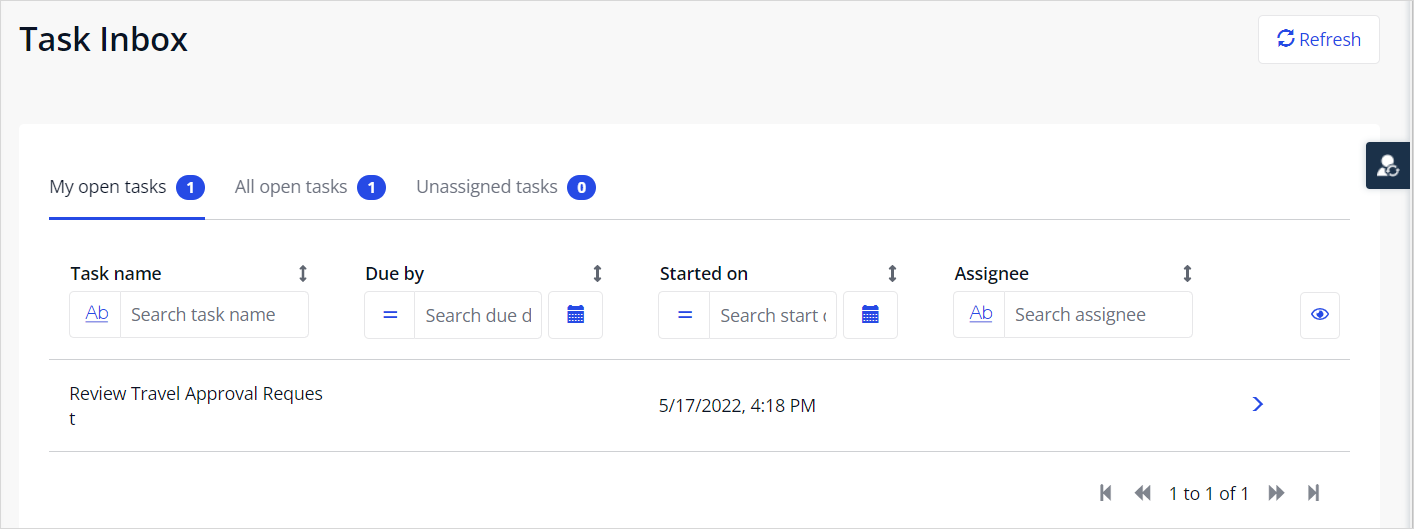 Task Inbox
Refresh
My open tasks 1 All open tasks 1 Unassigned tasks 0
Task name Due by Started on Assignee
Ab Search task name = Search due d = Search start Ab Search assignee
Review Travel Approval Reques
t
5/17/2022, 4:18 PM
1 to 1 of 1